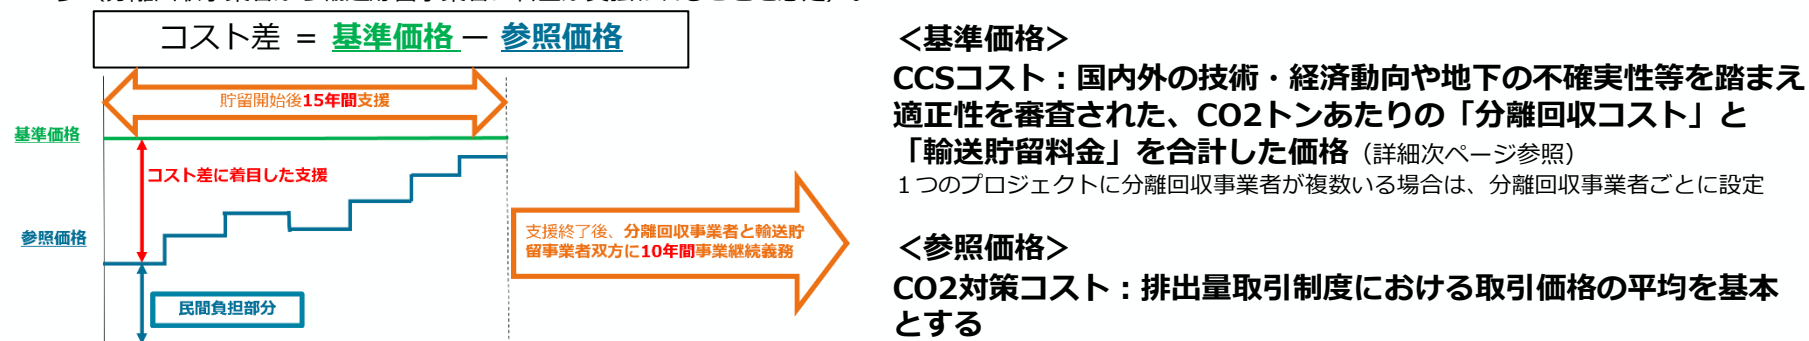 コスト差 = 基準価格 ー 参照価格
貯留開始後15年間支援
基準価格
コスト差に着目した支援
参照価格
民間負担部分
支援終了後、分離回収事業者と輸送貯
留事業者双方に10年間事業継続義務
＜基準価格＞
CCSコスト：国内外の技術・経済動向や地下の不確実性等を踏まえ
適正性を審査された、CO2トンあたりの「分離回収コスト」と
「輸送貯留料金」を合計した価格（詳細次ページ参照）
１つのプロジェクトに分離回収事業者が複数いる場合は、分離回収事業者ごとに設定
＜参照価格＞
CO2対策コスト：排出量取引制度における取引価格の平均を基本
とする